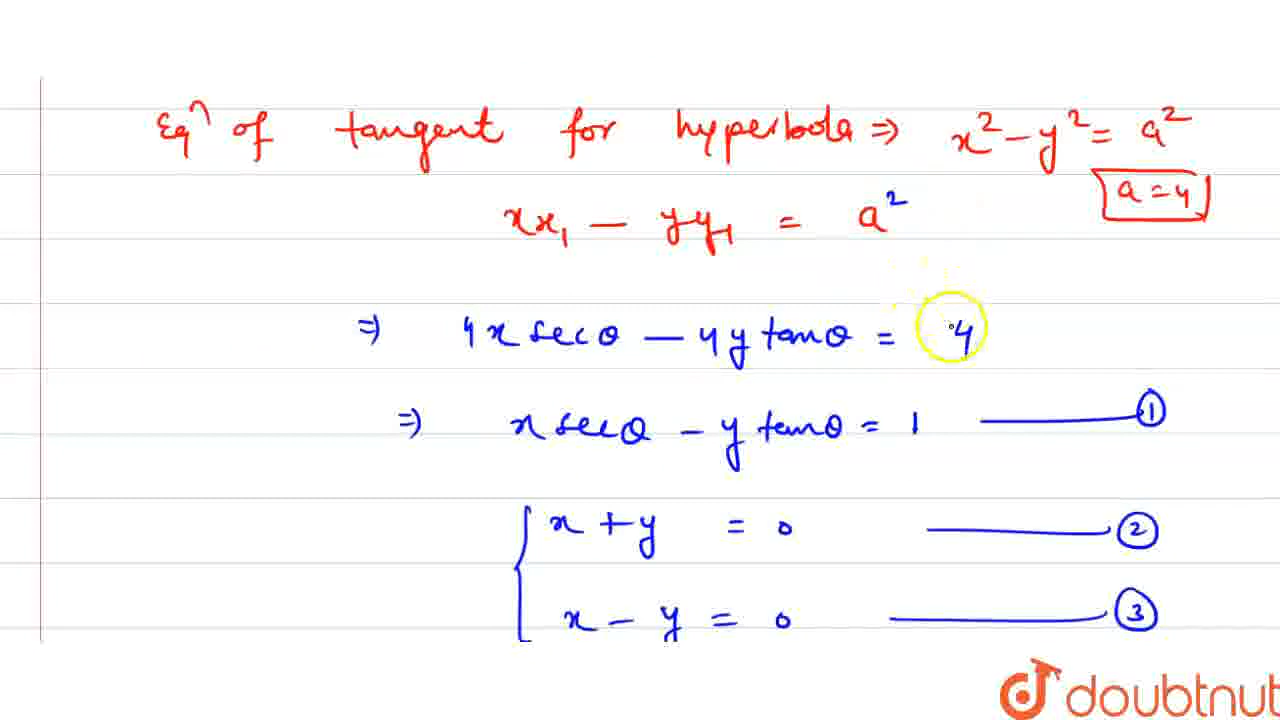 Eqⁿ of tangent for hyperbola ⇒ x² - y² = a²
a = 4
xx₁ - yy₁ = a²
⇒ 4x secθ - 4y tanθ = 4
⇒ x secθ - y tanθ = 1 ——— ①
x + y = 0 ——— ②
x - y = 0 ——— ③
doubtnut